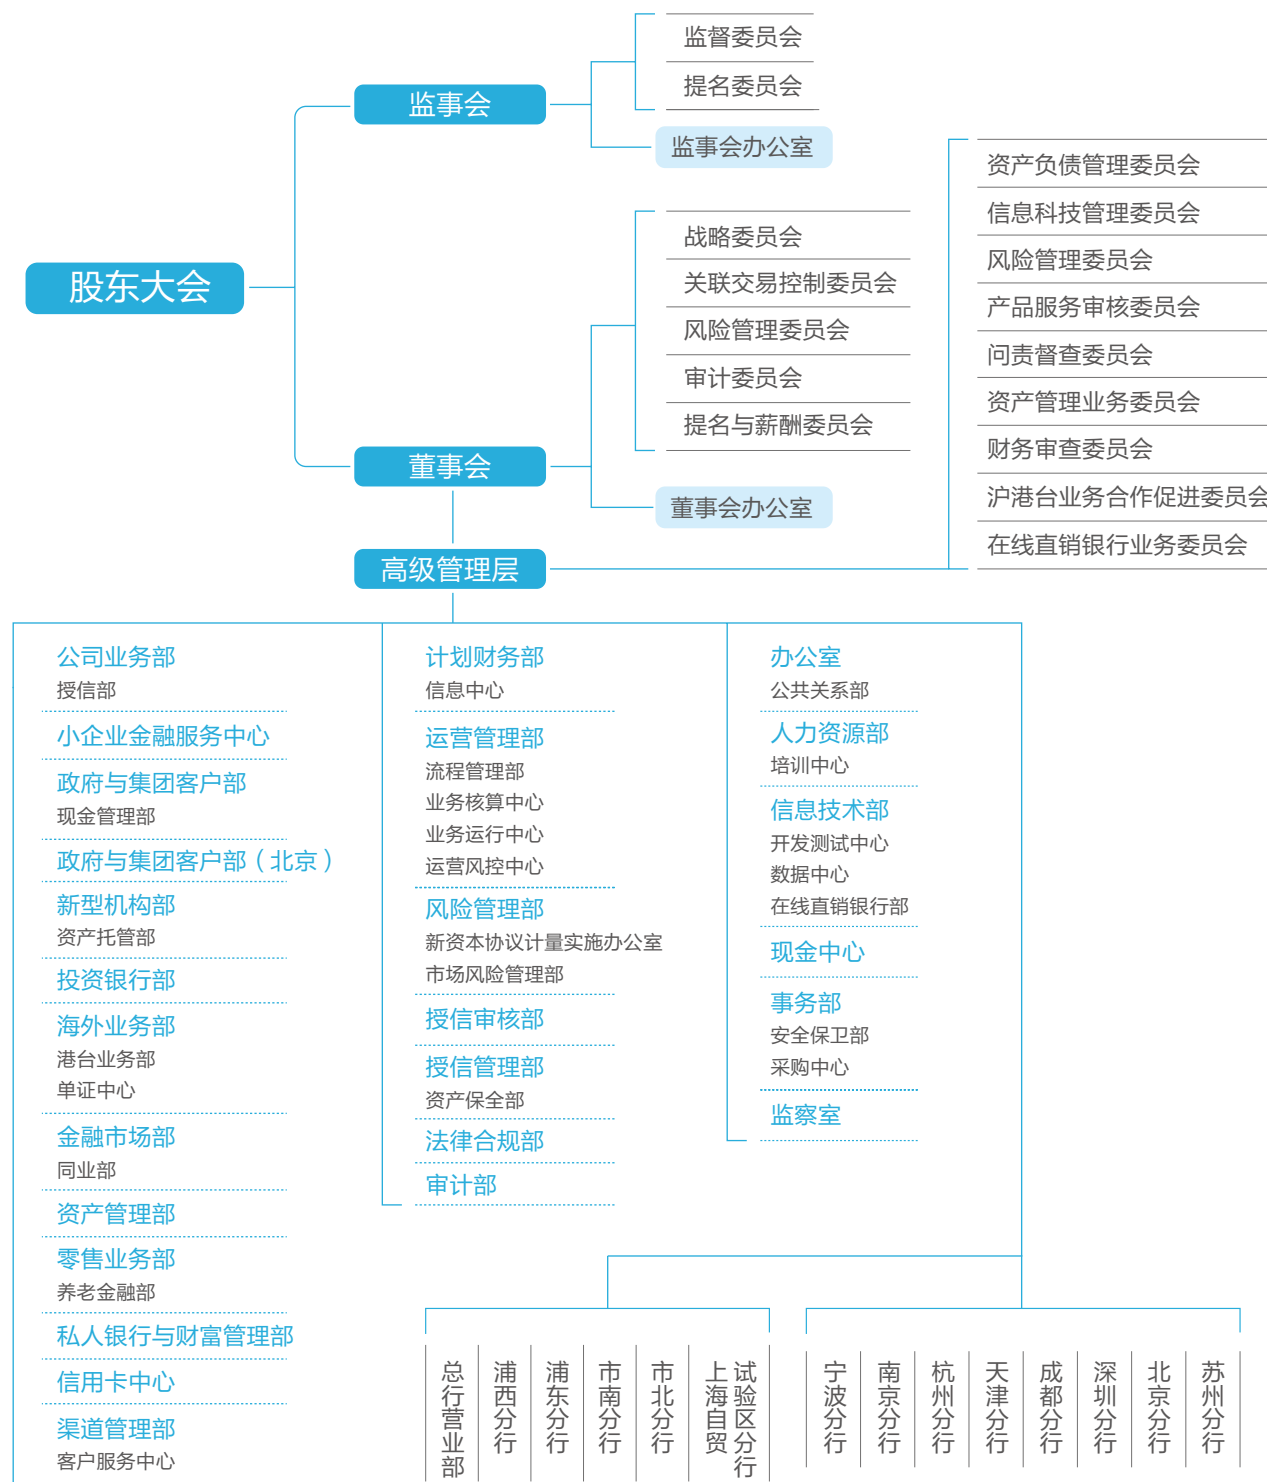 股东大会
监事会
监督委员会
提名委员会
监事会办公室
董事会
战略委员会
关联交易控制委员会
风险管理委员会
审计委员会
提名与薪酬委员会
董事会办公室
高级管理层
资产负债管理委员会
信息科技管理委员会
风险管理委员会
产品服务审核委员会
问责督查委员会
资产管理业务委员会
财务审查委员会
沪港台业务合作促进委员会
在线直销银行业务委员会
公司业务部
授信部
小企业金融服务中心
政府与集团客户部
现金管理部
政府与集团客户部（北京）
新型机构部
资产托管部
投资银行部
海外业务部
港台业务部
单证中心
金融市场部
同业部
资产管理部
零售业务部
养老金融部
私人银行与财富管理部
信用卡中心
渠道管理部
客户服务中心
计划财务部
信息中心
运营管理部
流程管理部
业务核算中心
业务运行中心
运营风控中心
风险管理部
新资本协议计量实施办公室
市场风险管理部
授信审核部
授信管理部
资产保全部
法律合规部
审计部
办公室
公共关系部
人力资源部
培训中心
信息技术部
开发测试中心
数据中心
在线直销银行部
现金中心
事务部
安全保卫部
采购中心
监察室
总行营业部
浦西分行
浦东分行
市南分行
市北分行
上海自贸
试验区分行
宁波分行
南京分行
杭州分行
天津分行
成都分行
深圳分行
北京分行
苏州分行